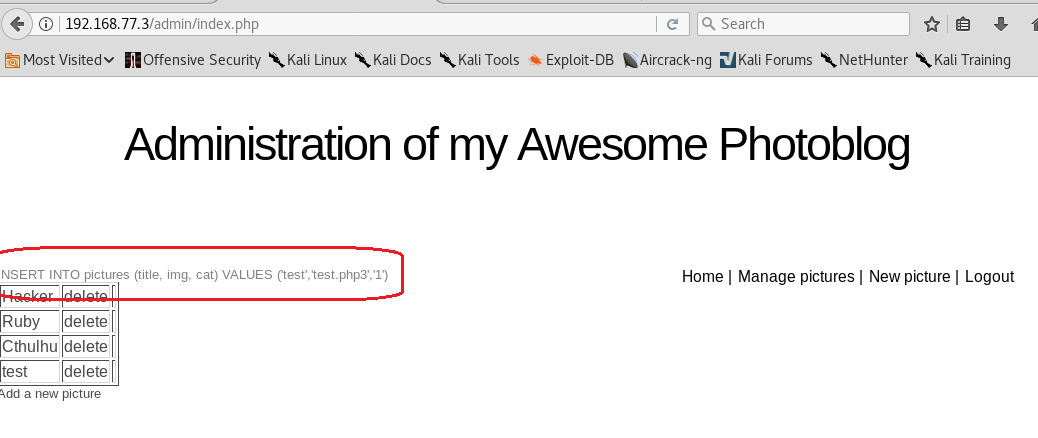 192.168.77.3/admin/index.php
Search
Most Visited Offensive Security Kali Linux Kali Docs Kali Tools Exploit-DB Aircrack-ng Kali Forums NetHunter Kali Training
Administration of my Awesome Photoblog
NSERT INTO pictures (title, img, cat) VALUES ('test','test.php3','1')
Home | Manage pictures | New picture | Logout
Hacker delete
Ruby delete
Cthulhu delete
test delete
Add a new picture